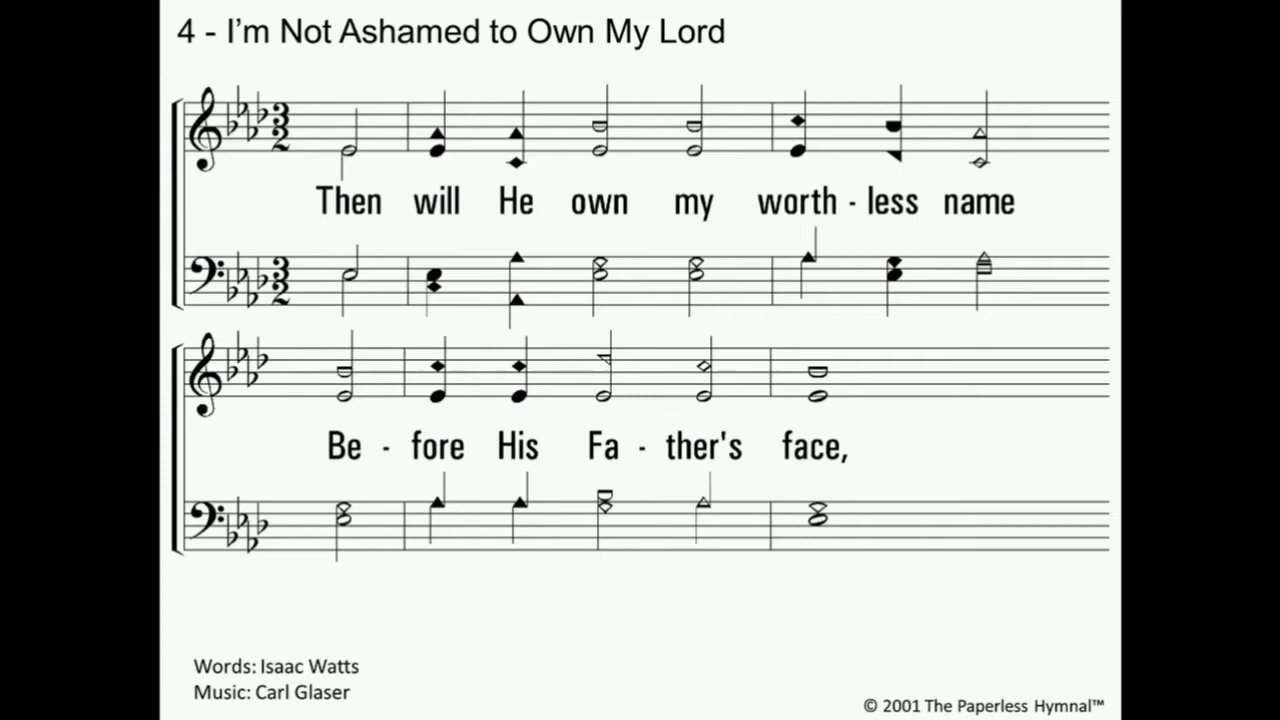 4 - I'm Not Ashamed to Own My Lord
Then will He own my worth - less name
Be - fore His Fa - ther's face,
Words: Isaac Watts
Music: Carl Glaser
© 2001 The Paperless Hymnal™